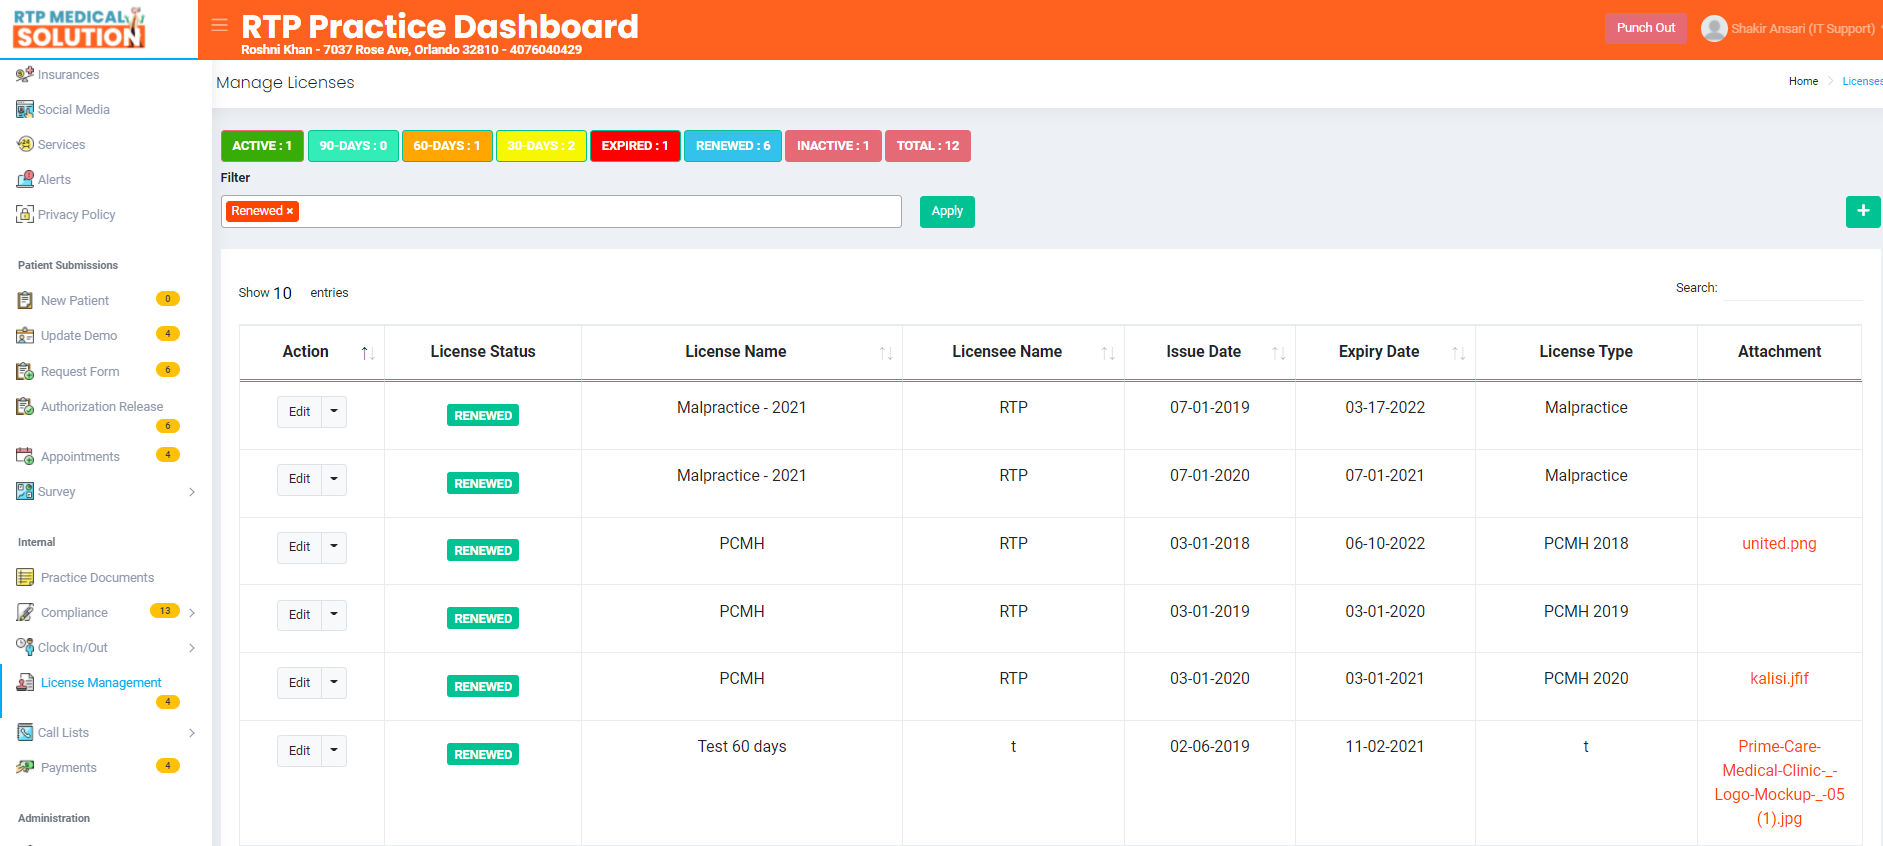 RTP MEDICAL
SOLUTION
RTP Practice Dashboard
Roshni Khan - 7037 Rose Ave, Orlando 32810 - 4076040429
Punch Out
Shakir Ansari (IT Support)
Insurances
Social Media
Services
Alerts
Privacy Policy
Patient Submissions
New Patient 0
Update Demo 4
Request Form 6
Authorization Release
6
Appointments 4
Survey
Internal
Practice Documents
Compliance 13
Clock In/Out
License Management
4
Call Lists
Payments 4
Administration
Manage Licenses
Home > Licenses
ACTIVE : 1 90-DAYS : 0 60-DAYS : 1 30-DAYS : 2 EXPIRED : 1 RENEWED : 6 INACTIVE : 1 TOTAL : 12
Filter
Renewed × Apply +
Show 10 entries Search:
Action License Status License Name Licensee Name Issue Date Expiry Date License Type Attachment
Edit RENEWED Malpractice - 2021 RTP 07-01-2019 03-17-2022 Malpractice
Edit RENEWED Malpractice - 2021 RTP 07-01-2020 07-01-2021 Malpractice
Edit RENEWED PCMH RTP 03-01-2018 06-10-2022 PCMH 2018 united.png
Edit RENEWED PCMH RTP 03-01-2019 03-01-2020 PCMH 2019
Edit RENEWED PCMH RTP 03-01-2020 03-01-2021 PCMH 2020 kalisi.jfif
Edit RENEWED Test 60 days t 02-06-2019 11-02-2021 t Prime-Care-
Medical-Clinic-_-
Logo-Mockup-_-05
(1).jpg